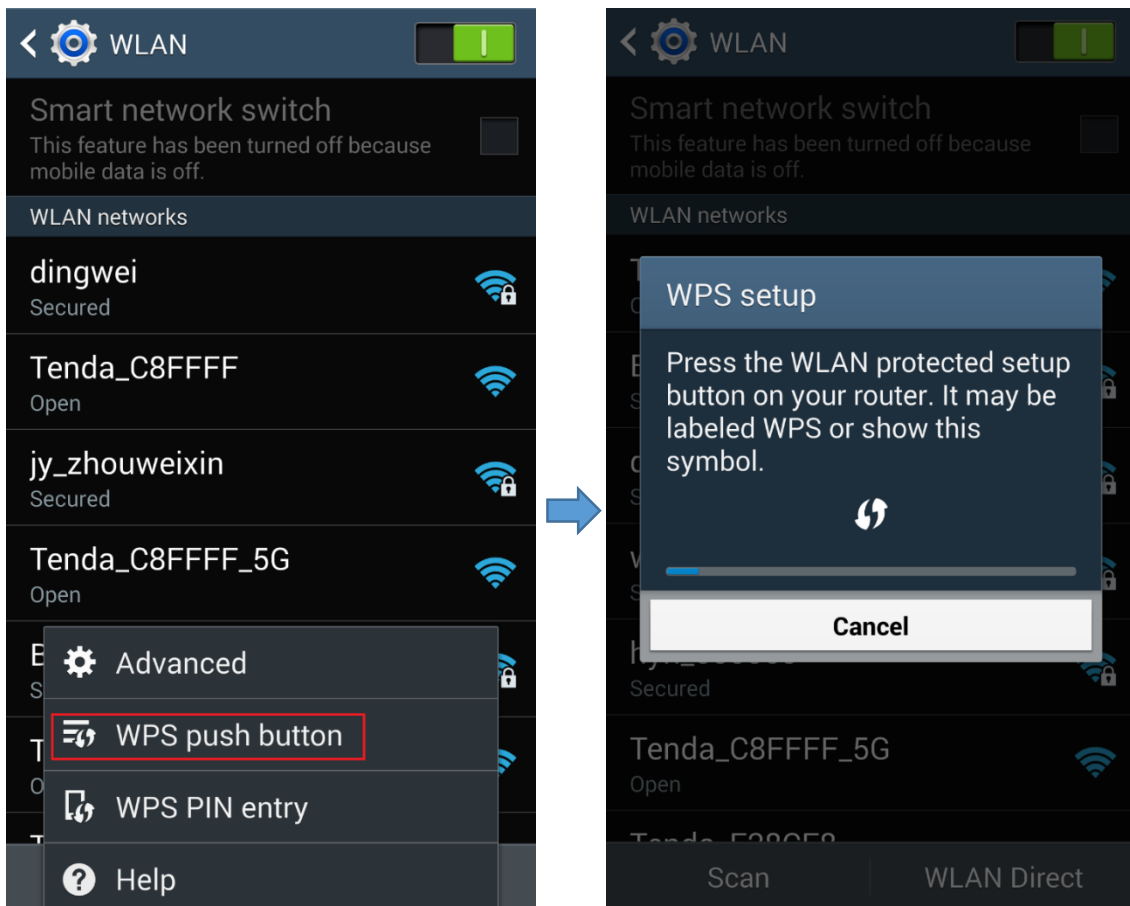 WLAN
Smart network switch
This feature has been turned off because
mobile data is off.
WLAN networks
dingwei
Secured
Tenda_C8FFFF
Open
jy_zhouweixin
Secured
Tenda_C8FFFF_5G
Open
Advanced
WPS push button
WPS PIN entry
Help
WLAN
Smart network switch
This feature has been turned off because
mobile data is off.
WLAN networks
WPS setup
Press the WLAN protected setup
button on your router. It may be
labeled WPS or show this
symbol.
Cancel
Secured
Tenda_C8FFFF_5G
Open
Scan
WLAN Direct